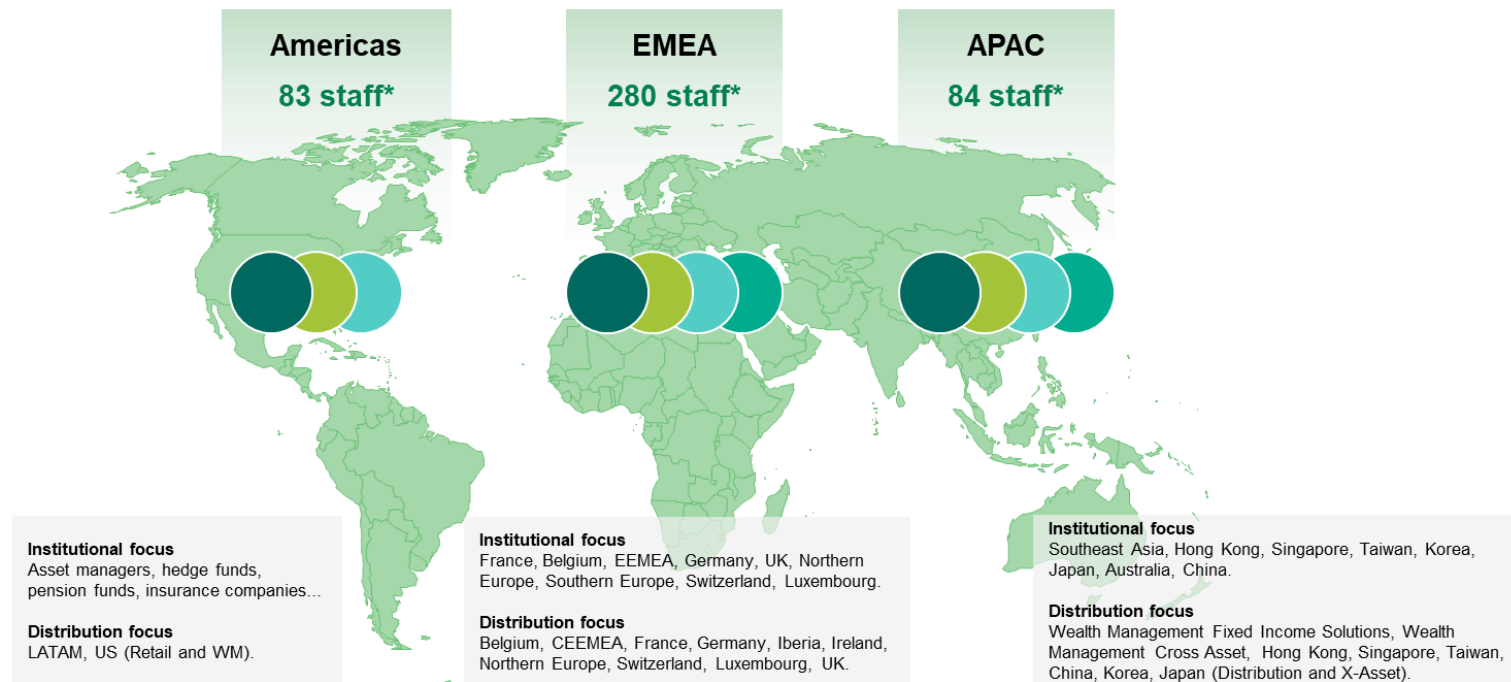 Americas
83 staff*
EMEA
280 staff*
APAC
84 staff*
Institutional focus
Asset managers, hedge funds,
pension funds, insurance companies...
Distribution focus
LATAM, US (Retail and WM).
Institutional focus
France, Belgium, EEMEA, Germany, UK, Northern
Europe, Southern Europe, Switzerland, Luxembourg.
Distribution focus
Belgium, CEEMEA, France, Germany, Iberia, Ireland,
Northern Europe, Switzerland, Luxembourg, UK.
Institutional focus
Southeast Asia, Hong Kong, Singapore, Taiwan, Korea,
Japan, Australia, China.
Distribution focus
Wealth Management Fixed Income Solutions, Wealth
Management Cross Asset, Hong Kong, Singapore, Taiwan,
China, Korea, Japan (Distribution and X-Asset).